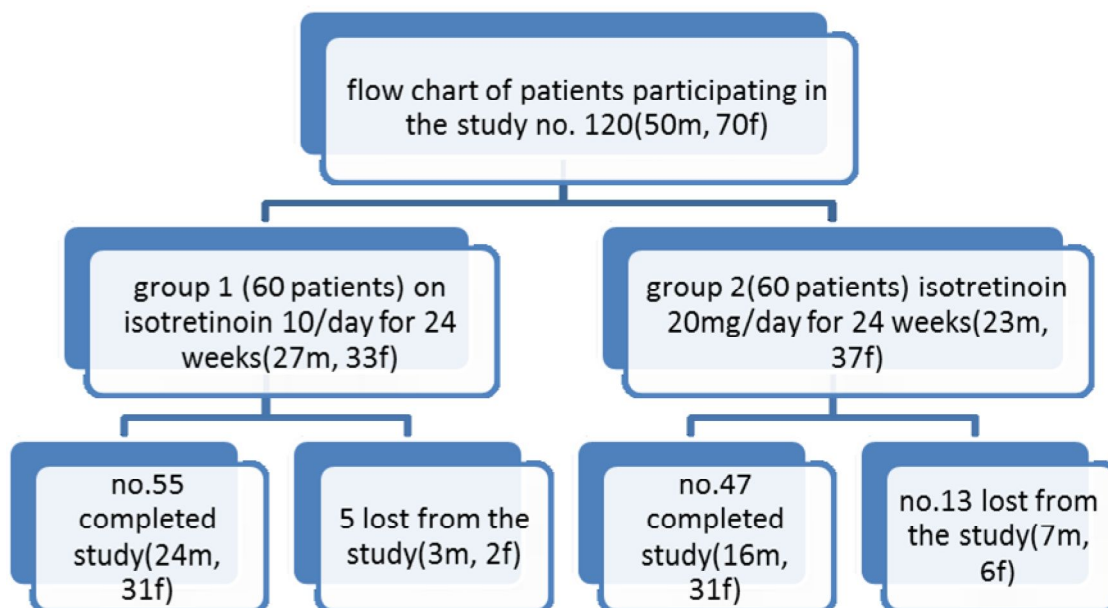 flow chart of patients participating in
the study no. 120(50m, 70f)
group 1 (60 patients) on
isotretinoin 10/day for 24
weeks(27m, 33f)
group 2(60 patients) isotretinoin
20mg/day for 24 weeks(23m,
37f)
no.55
completed
study(24m,
31f)
5 lost from the
study(3m, 2f)
no.47
completed
study(16m,
31f)
no.13 lost from
the study(7m,
6f)